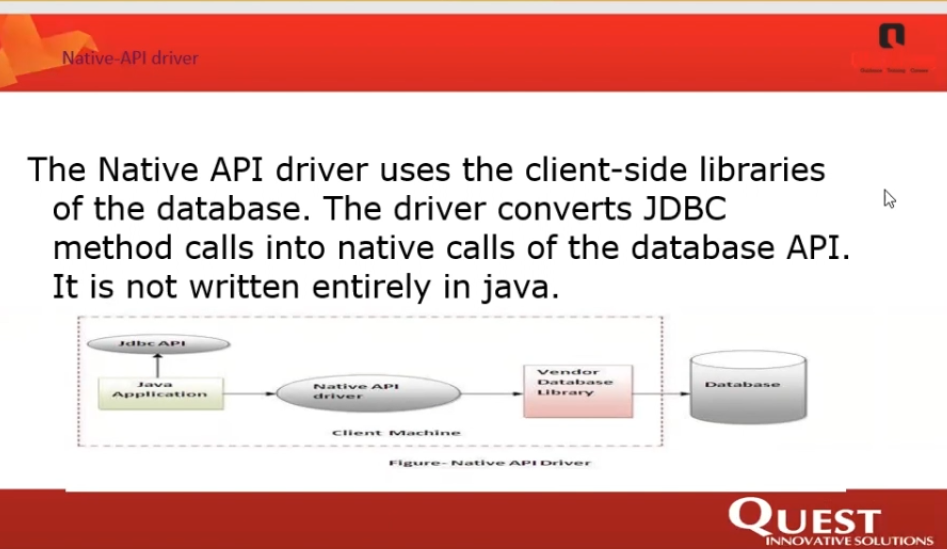 Native-API driver
The Native API driver uses the client-side libraries
of the database. The driver converts JDBC
method calls into native calls of the database API.
It is not written entirely in java.
Jdbc API
Java
Application
Native API
driver
Vendor
Database
Library
Database
Client Machine
Figure- Native API Driver
QUEST
INNOVATIVE SOLUTIONS